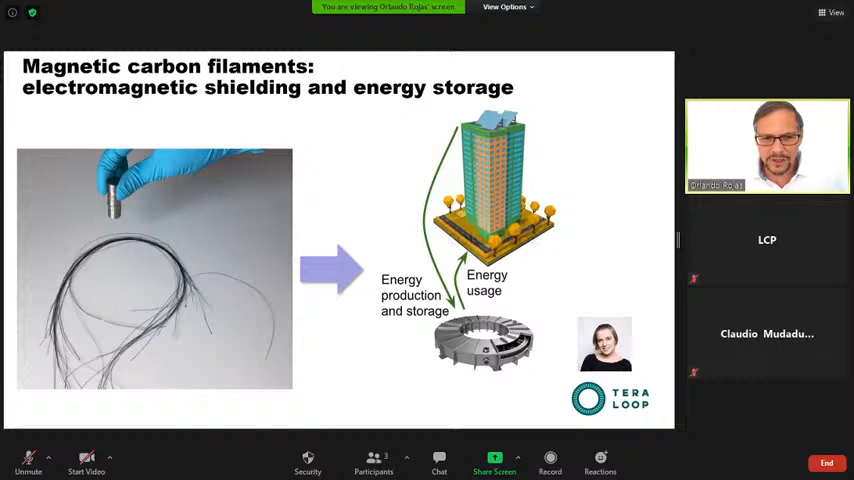 You are viewing Orlando Rojas' screen
View Options
View
Magnetic carbon filaments:
electromagnetic shielding and energy storage
Energy
production
and storage
Energy
usage
TERA
LOOP
Orlando Rojas
LCP
Claudio Mudadu...
Unmute
Start Video
Security
Participants
3
Chat
Share Screen
Record
Reactions
End